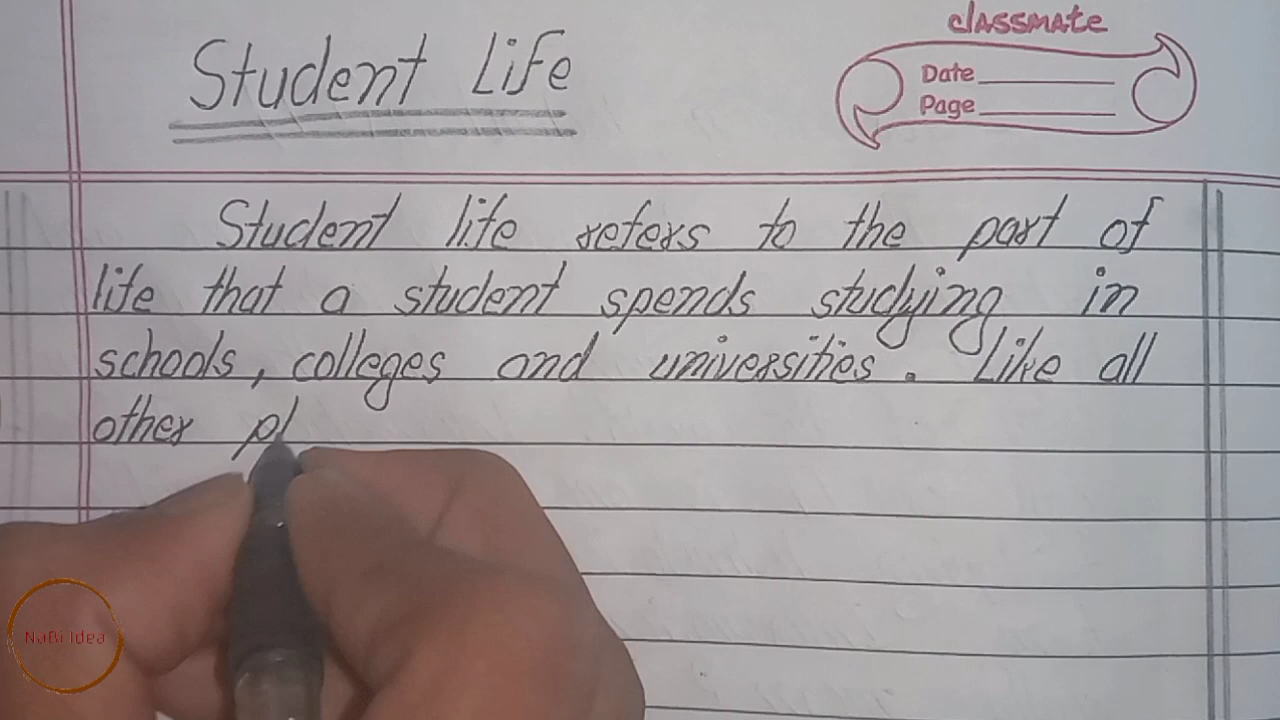 classmate
Student Life
Date
Page
Student life refers to the part of
life that a student spends studying in
schools, colleges and universities. Like all
other pl
NaBi Idea